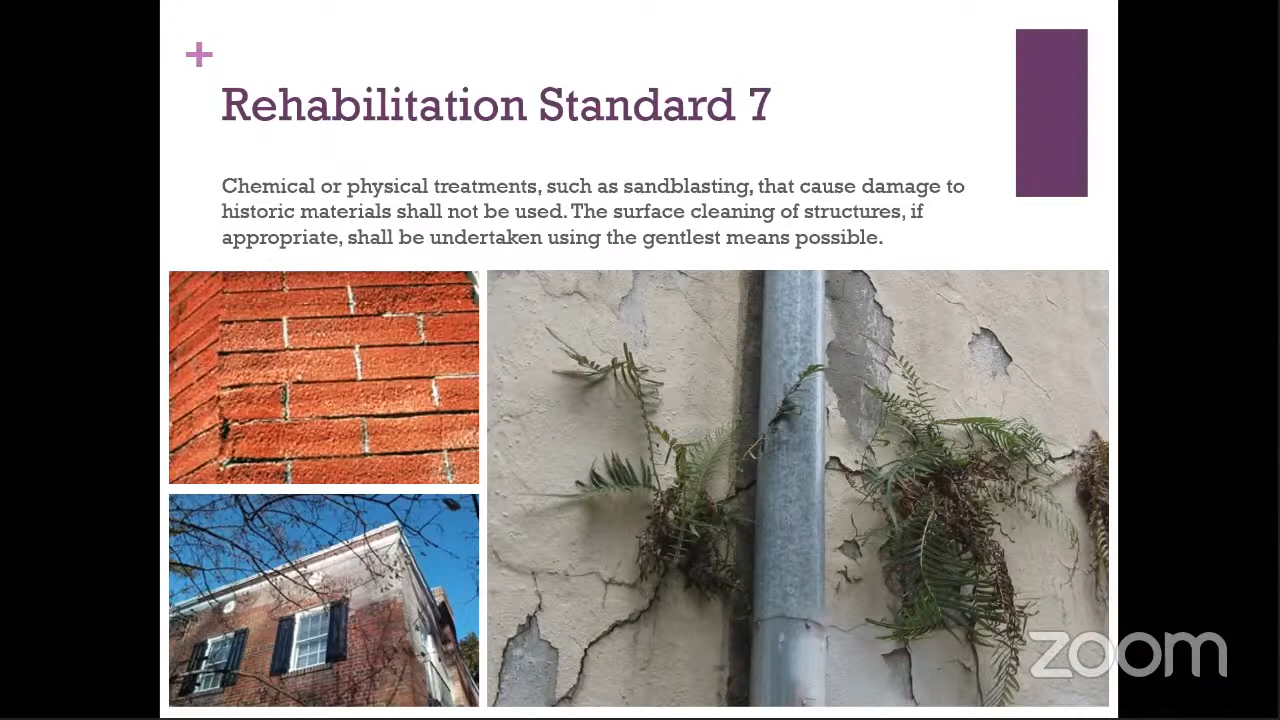 +
Rehabilitation Standard 7
Chemical or physical treatments, such as sandblasting, that cause damage to
historic materials shall not be used. The surface cleaning of structures, if
appropriate, shall be undertaken using the gentlest means possible.
zoom